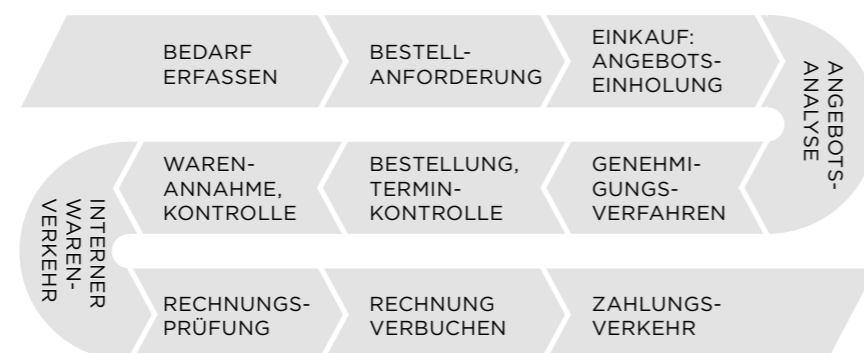 BEDARF
ERFASSEN
BESTELL-
ANFORDERUNG
EINKAUF:
ANGEBOTS-
EINHOLUNG
ANGEBOTS-
ANALYSE
GENEHMI-
GUNGS-
VERFAHREN
BESTELLUNG,
TERMIN-
KONTROLLE
WAREN-
ANNAHME,
KONTROLLE
INTERNER
WAREN-
VERKEHR
RECHNUNGS-
PRÜFUNG
RECHNUNG
VERBUCHEN
ZAHLUNGS-
VERKEHR